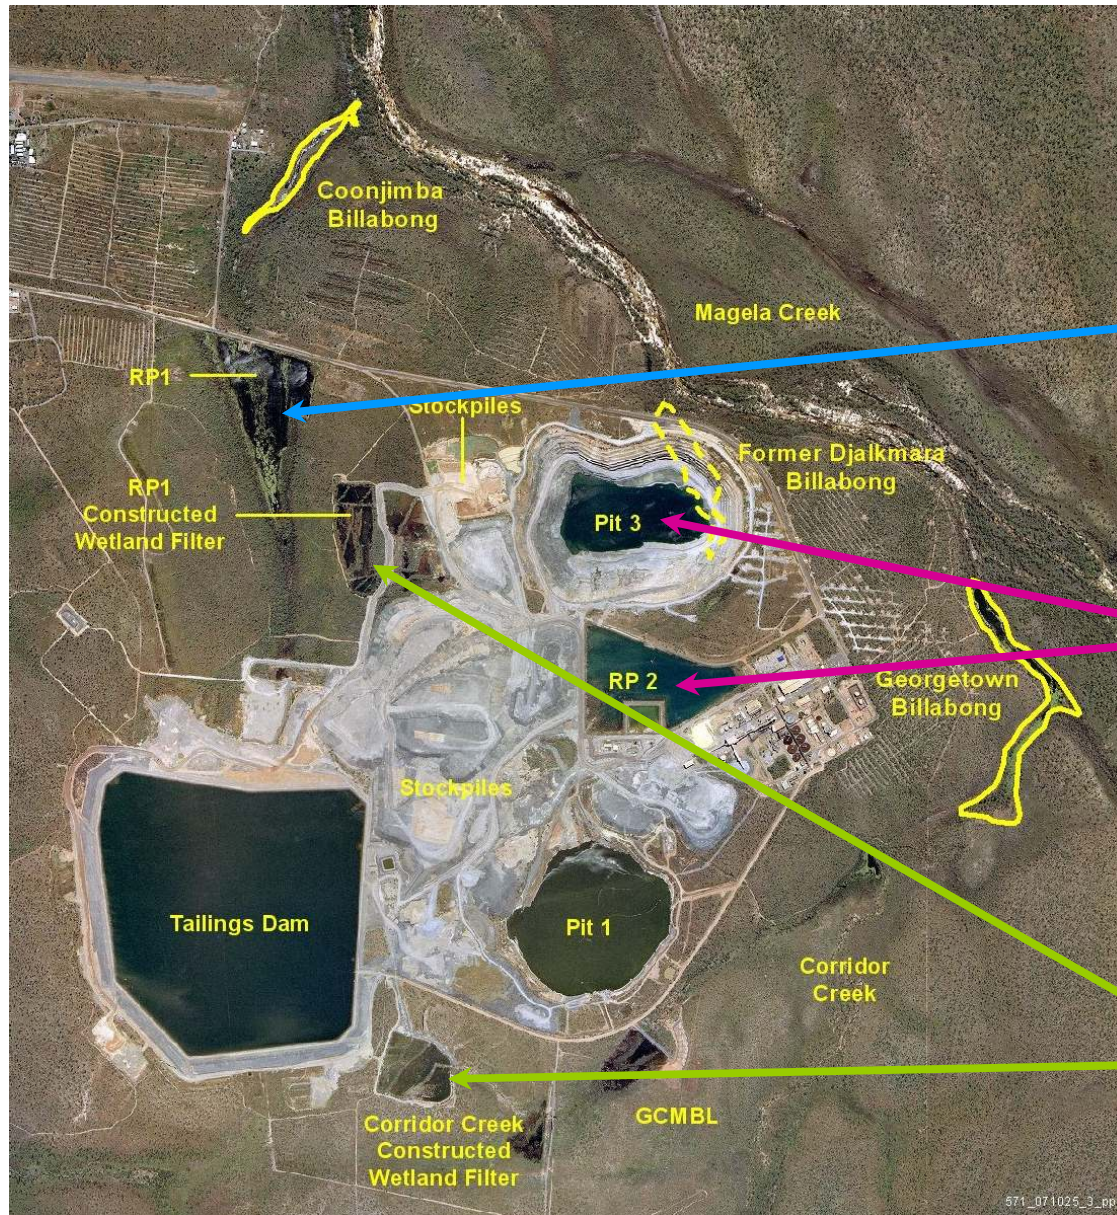 Coonjimba
Billabong
Magela Creek
RP1
Stockpiles
Former Djalkmara
Billabong
RP1
Constructed
Wetland Filter
Pit 3
RP 2
Georgetown
Billabong
Stockpiles
Tailings Dam
Pit 1
Corridor
Creek
GCMBL
Corridor Creek
Constructed
Wetland Filter
571_071025_3_pp